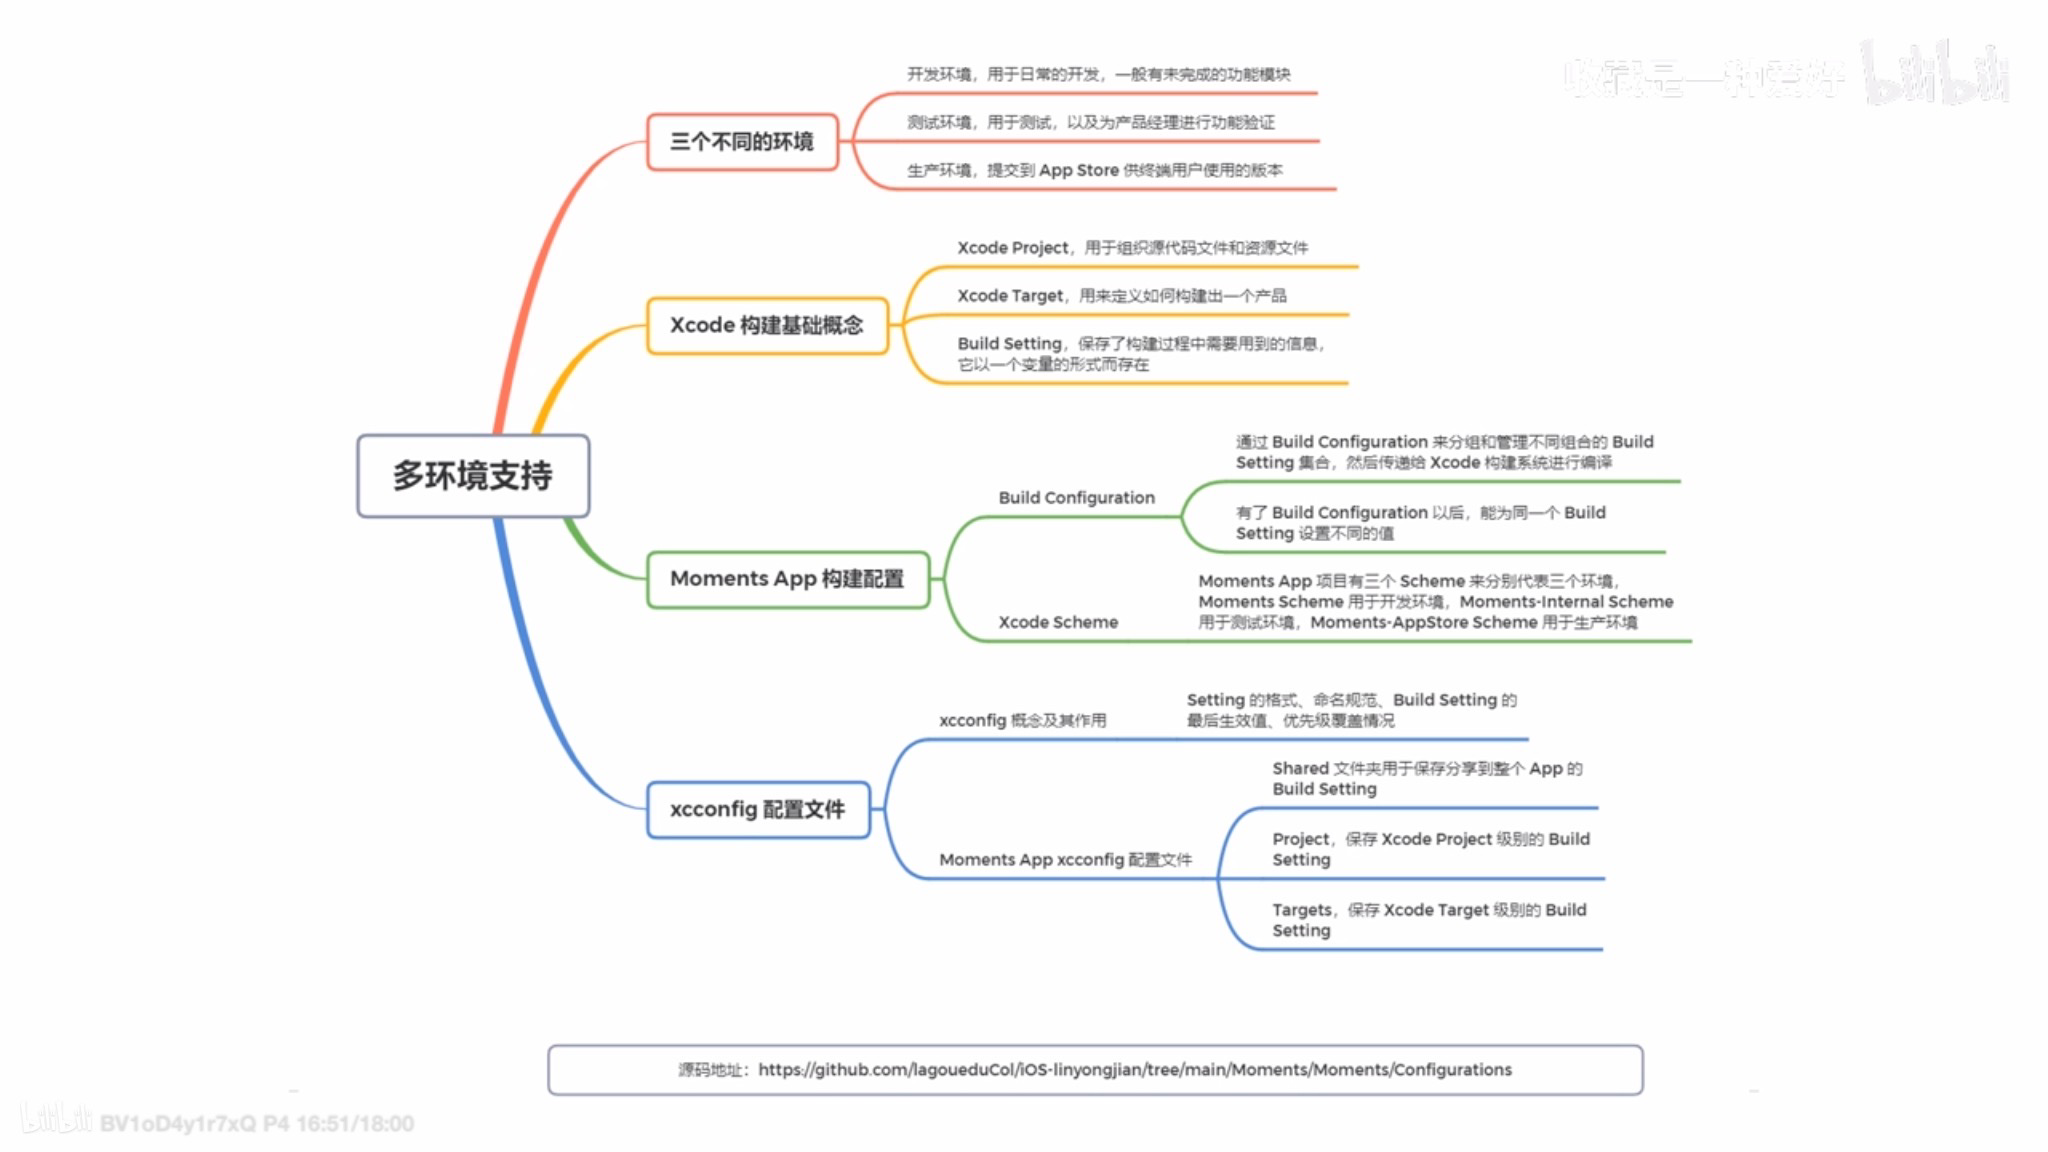 收藏是一种爱好 bilibili
开发环境，用于日常的开发，一般有未完成的功能模块
测试环境，用于测试，以及为产品经理进行功能验证
三个不同的环境
生产环境，提交到 App Store 供终端用户使用的版本
Xcode Project，用于组织源代码文件和资源文件
Xcode Target，用来定义如何构建出一个产品
Xcode 构建基础概念
Build Setting，保存了构建过程中需要用到的信息，
它以一个变量的形式而存在
多环境支持
通过 Build Configuration 来分组和管理不同组合的 Build
Setting 集合，然后传递给 Xcode 构建系统进行编译
Build Configuration
有了 Build Configuration 以后，能为同一个 Build
Setting 设置不同的值
Moments App 构建配置
Moments App 项目有三个 Scheme 来分别代表三个环境，
Moments Scheme 用于开发环境，Moments-Internal Scheme
用于测试环境，Moments-AppStore Scheme 用于生产环境
Xcode Scheme
Setting 的格式、命名规范、Build Setting 的
最后生效值、优先级覆盖情况
xcconfig 概念及其作用
Shared 文件夹用于保存分享到整个 App 的
Build Setting
xcconfig 配置文件
Project，保存 Xcode Project 级别的 Build
Setting
Moments App xcconfig 配置文件
Targets，保存 Xcode Target 级别的 Build
Setting
源码地址：https://github.com/lagoueduCol/iOS-linyongjian/tree/main/Moments/Moments/Configurations
bilibili BV1oD4y1r7xQ P4 16:51/18:00